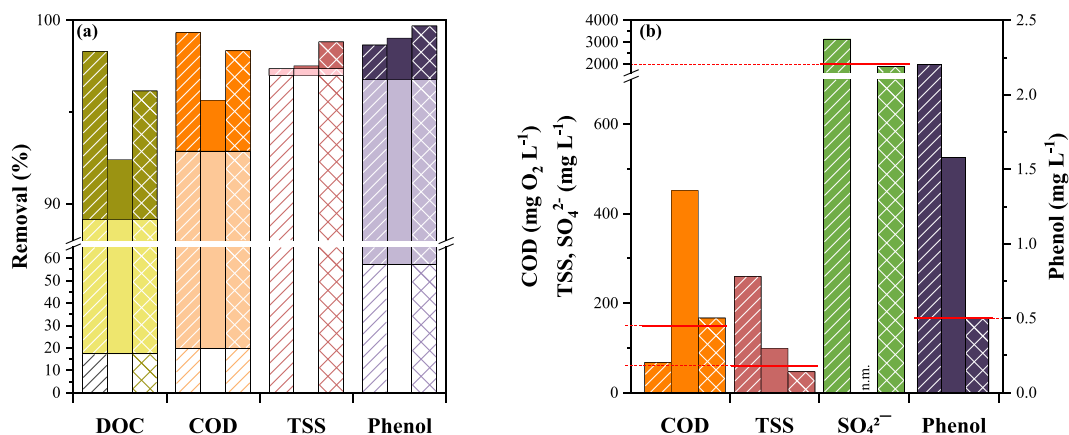 (a)
Removal (%)
100
90
60
50
40
30
20
10
0
DOC COD TSS Phenol
(b)
COD (mg O₂ L⁻¹)
TSS, SO₄²⁻ (mg L⁻¹)
4000
3000
2000
600
400
200
0
n.m.
COD TSS SO₄²⁻ Phenol
2.5
2.0
1.5
1.0
0.5
0.0
Phenol (mg L⁻¹)